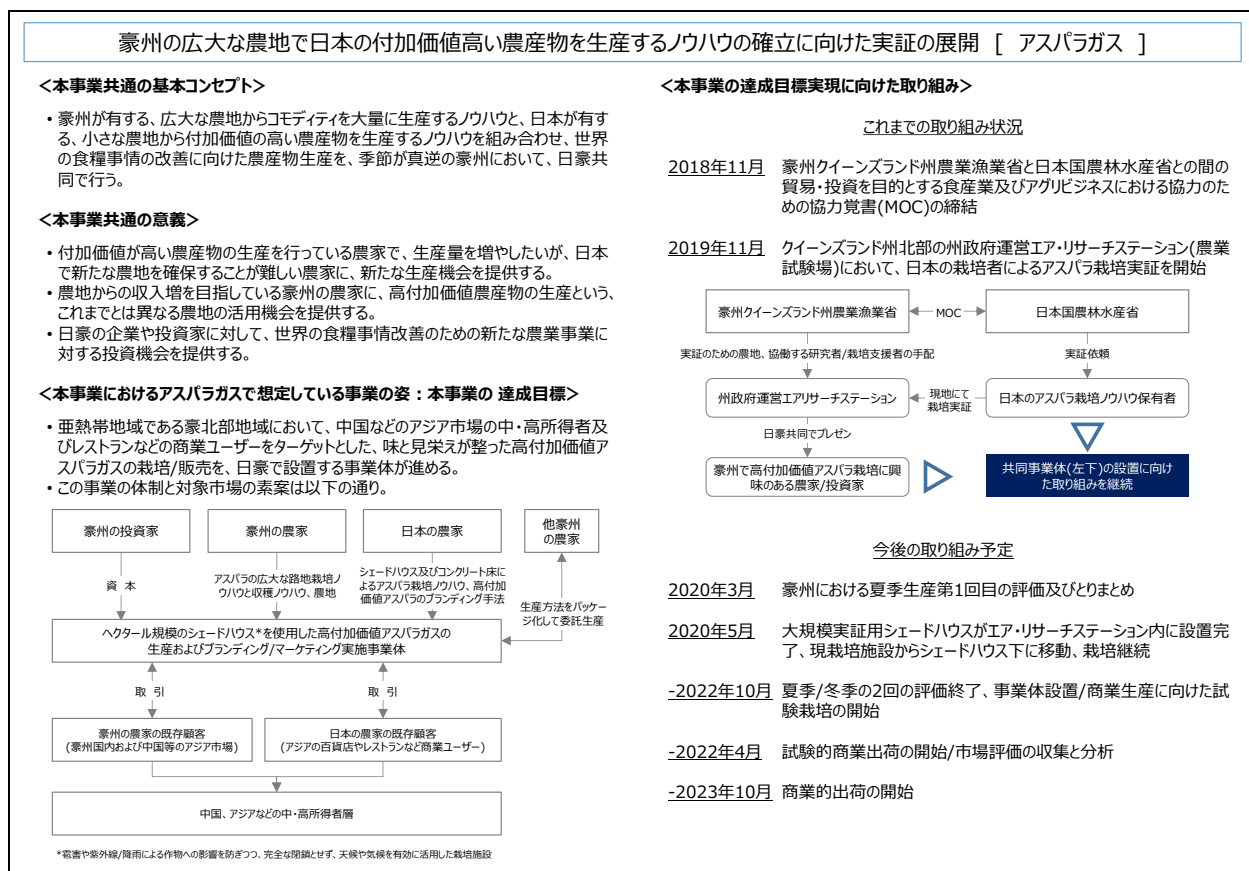 豪州の広大な農地で日本の付加価値高い農産物を生産するノウハウの確立に向けた実証の展開 [ アスパラガス ]
＜本事業共通の基本コンセプト＞
・豪州が有する、広大な農地からコモディティを大量に生産するノウハウと、日本が有す
る、小さな農地から付加価値の高い農産物を生産するノウハウを組み合わせ、世界
の食糧事情の改善に向けた農産物生産を、季節が真逆の豪州において、日豪共
同で行う。
＜本事業共通の意義＞
・付加価値が高い農産物の生産を行っている農家で、生産量を増やしたいが、日本
で新たな農地を確保することが難しい農家に、新たな生産機会を提供する。
・農地からの収入増を目指している豪州の農家に、高付加価値農産物の生産という、
これまでとは異なる農地の活用機会を提供する。
・日豪の企業や投資家に対して、世界の食糧事情改善のための新たな農業事業に
対する投資機会を提供する。
＜本事業におけるアスパラガスで想定している事業の姿：本事業の 達成目標＞
・亜熱帯地域である豪北部地域において、中国などのアジア市場の中・高所得者及
びレストランなどの商業ユーザーをターゲットとした、味と見栄えが整った高付加価値ア
スパラガスの栽培/販売を、日豪で設置する事業体が進める。
・この事業の体制と対象市場の素案は以下の通り。
豪州の投資家
豪州の農家
日本の農家
他豪州
の農家
資 本
アスパラの広大な路地栽培ノ
ウハウと収穫ノウハウ、農地
シェードハウス及びコンクリート床に
よるアスパラ栽培ノウハウ、高付加
価値アスパラのブランディング手法
生産方法をパッケー
ジ化して委託生産
ヘクタール規模のシェードハウス*を使用した高付加価値アスパラガスの
生産およびブランディング/マーケティング実施事業体
取 引
取 引
豪州の農家の既存顧客
(豪州国内および中国等のアジア市場)
日本の農家の既存顧客
(アジアの百貨店やレストランなど商業ユーザー)
中国、アジアなどの中・高所得者層
*雹害や紫外線/降雨による作物への影響を防ぎつつ、完全な閉鎖とせず、天候や気候を有効に活用した栽培施設
＜本事業の達成目標実現に向けた取り組み＞
これまでの取り組み状況
2018年11月 豪州クイーンズランド州農業漁業省と日本国農林水産省との間の
貿易・投資を目的とする食産業及びアグリビジネスにおける協力のた
めの協力覚書(MOC)の締結
2019年11月 クイーンズランド州北部の州政府運営エア・リサーチステーション(農業
試験場)において、日本の栽培者によるアスパラ栽培実証を開始
豪州クイーンズランド州農業漁業省
MOC
日本国農林水産省
実証のための農地、協働する研究者/栽培支援者の手配
実証依頼
州政府運営エアリサーチステーション
現地にて
栽培実証
日本のアスパラ栽培ノウハウ保有者
日豪共同でプレゼン
豪州で高付加価値アスパラ栽培に興
味のある農家/投資家
共同事業体(左下)の設置に向け
た取り組みを継続
今後の取り組み予定
2020年3月 豪州における夏季生産第1回目の評価及びとりまとめ
2020年5月 大規模実証用シェードハウスがエア・リサーチステーション内に設置完
了、現栽培施設からシェードハウス下に移動、栽培継続
-2022年10月 夏季/冬季の2回の評価終了、事業体設置/商業生産に向けた試
験栽培の開始
-2022年4月 試験的商業出荷の開始/市場評価の収集と分析
-2023年10月 商業的出荷の開始